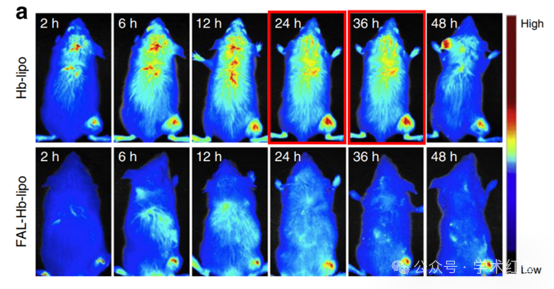 a
2 h 6 h 12 h 24 h 36 h 48 h High
Hb-lipo
2 h 6 h 12 h 24 h 36 h 48 h
FAL-Hb-lipo
Low
公众号 · 学术红